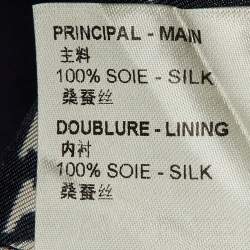 PRINCIPAL - MAIN
主料
100% SOIE - SILK
桑蚕丝
DOUBLURE - LINING
内衬
100% SOIE - SILK
桑蚕丝